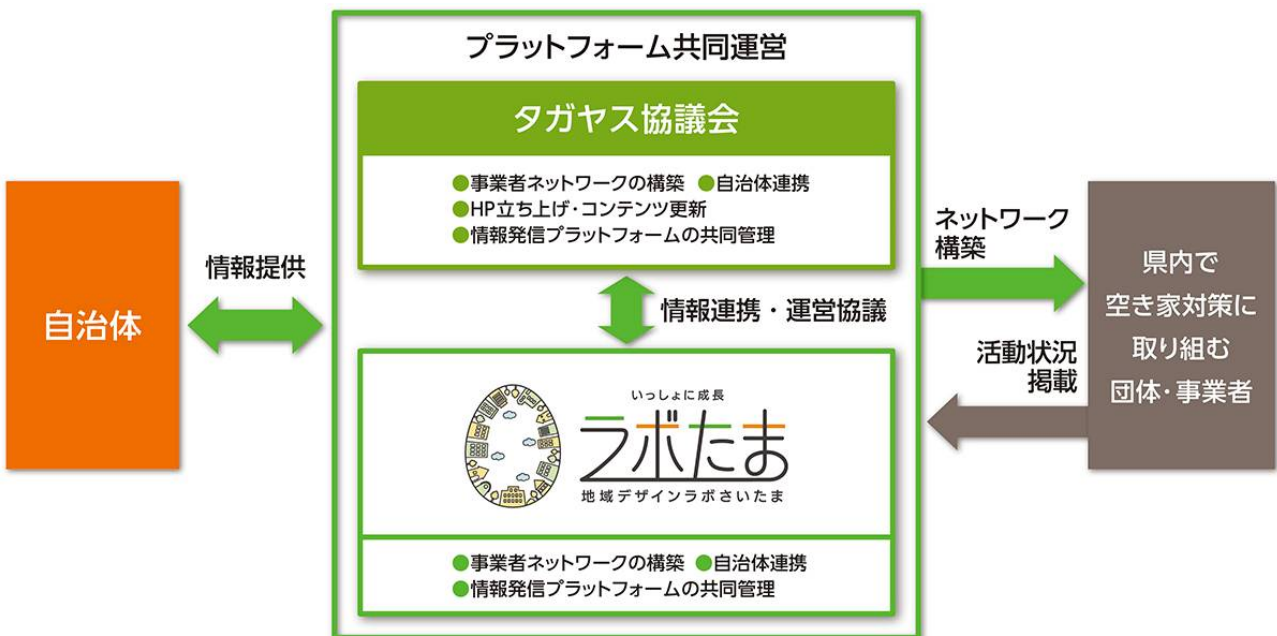 プラットフォーム共同運営
タガヤス協議会
●事業者ネットワークの構築 ●自治体連携
●HP立ち上げ・コンテンツ更新
●情報発信プラットフォームの共同管理
自治体
情報提供
情報連携・運営協議
いっしょに成長
ラボたま
地域デザインラボさいたま
●事業者ネットワークの構築 ●自治体連携
●情報発信プラットフォームの共同管理
ネットワーク
構築
活動状況
掲載
県内で
空き家対策に
取り組む
団体・事業者